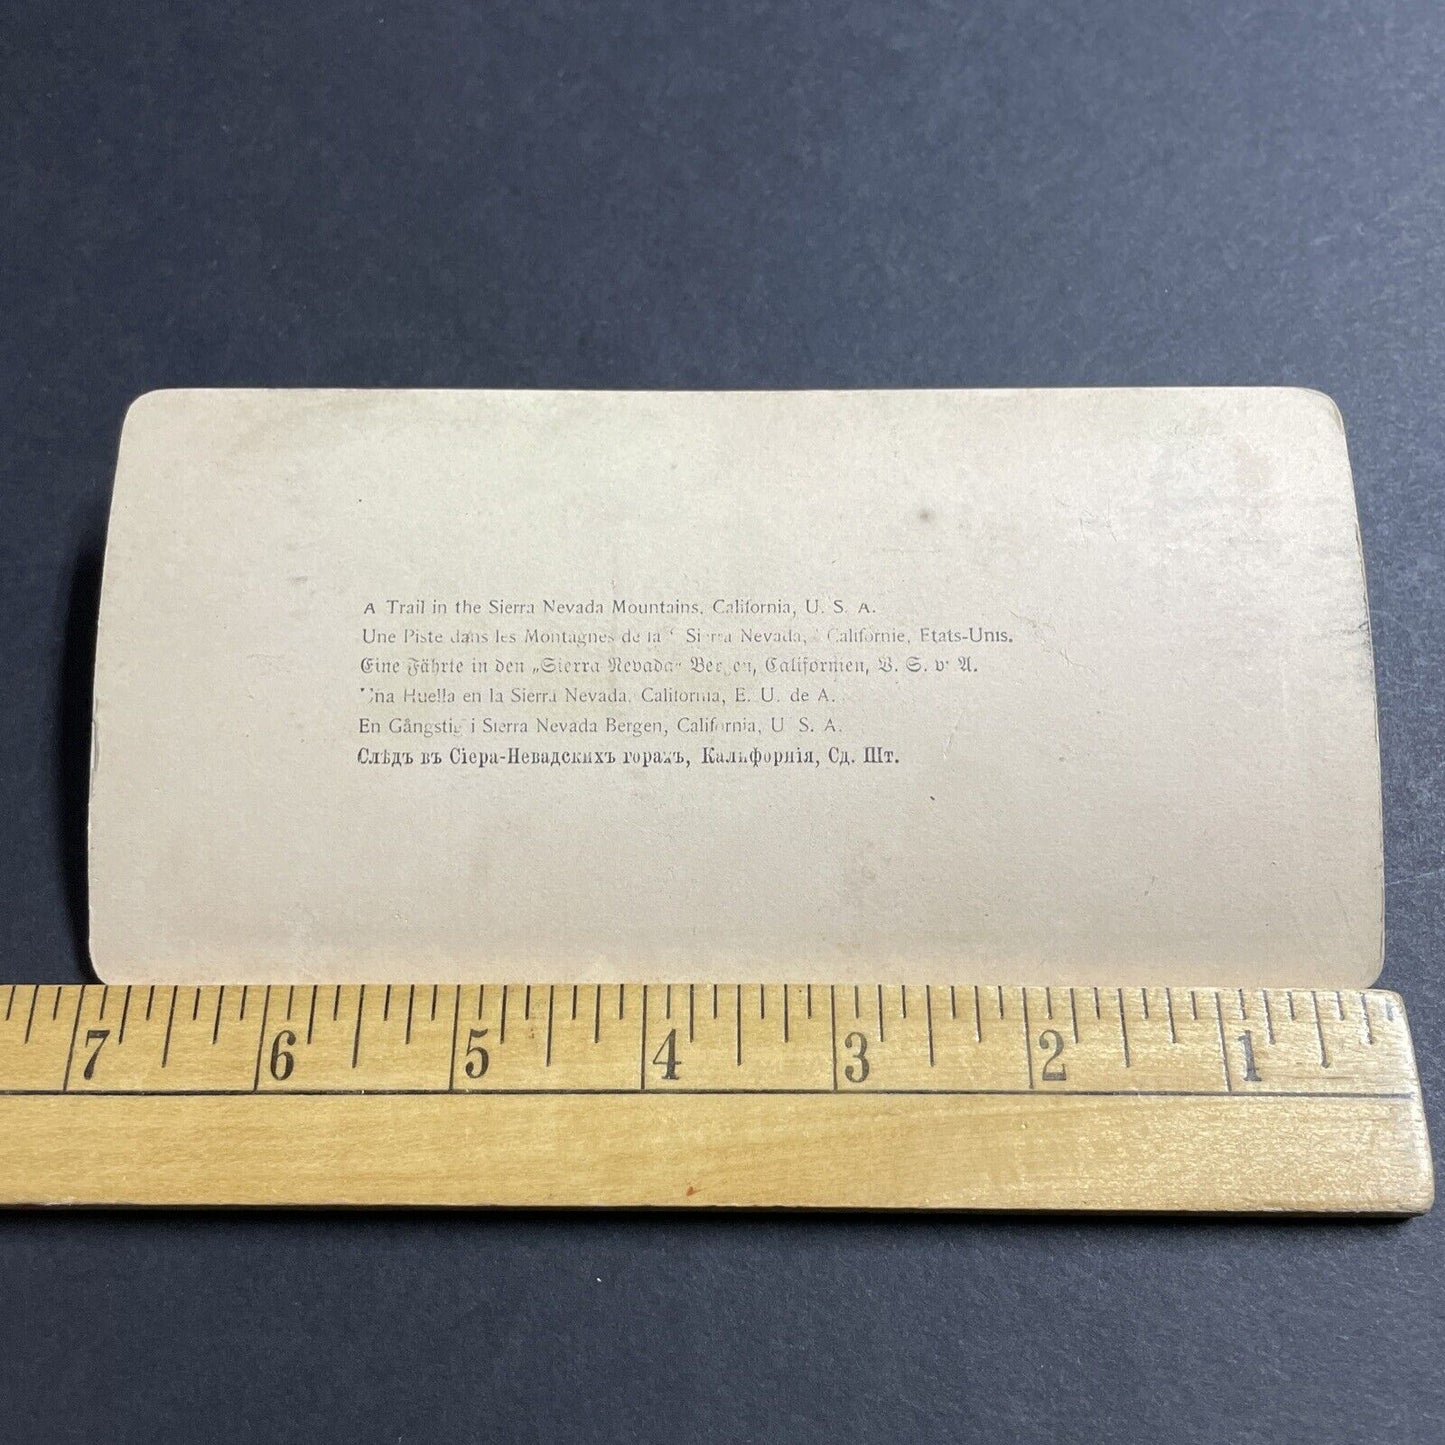 A Trail in the Sierra Nevada Mountains, California, U. S. A.
Une Piste dans les Montagnes de la " Sierra Nevada, " Californie, Etats-Unis.
Eine Fährte in den „Sierra Nevada“ Bergen, Californien, V. S. v. A.
Una Huella en la Sierra Nevada, California, E. U. de A.
En Gångstig i Sierra Nevada Bergen, California, U. S. A.
Слѣдъ въ Сіера-Невадскихъ горахъ, Калифорнія, Сд. Шт.
7 6 5 4 3 2 1